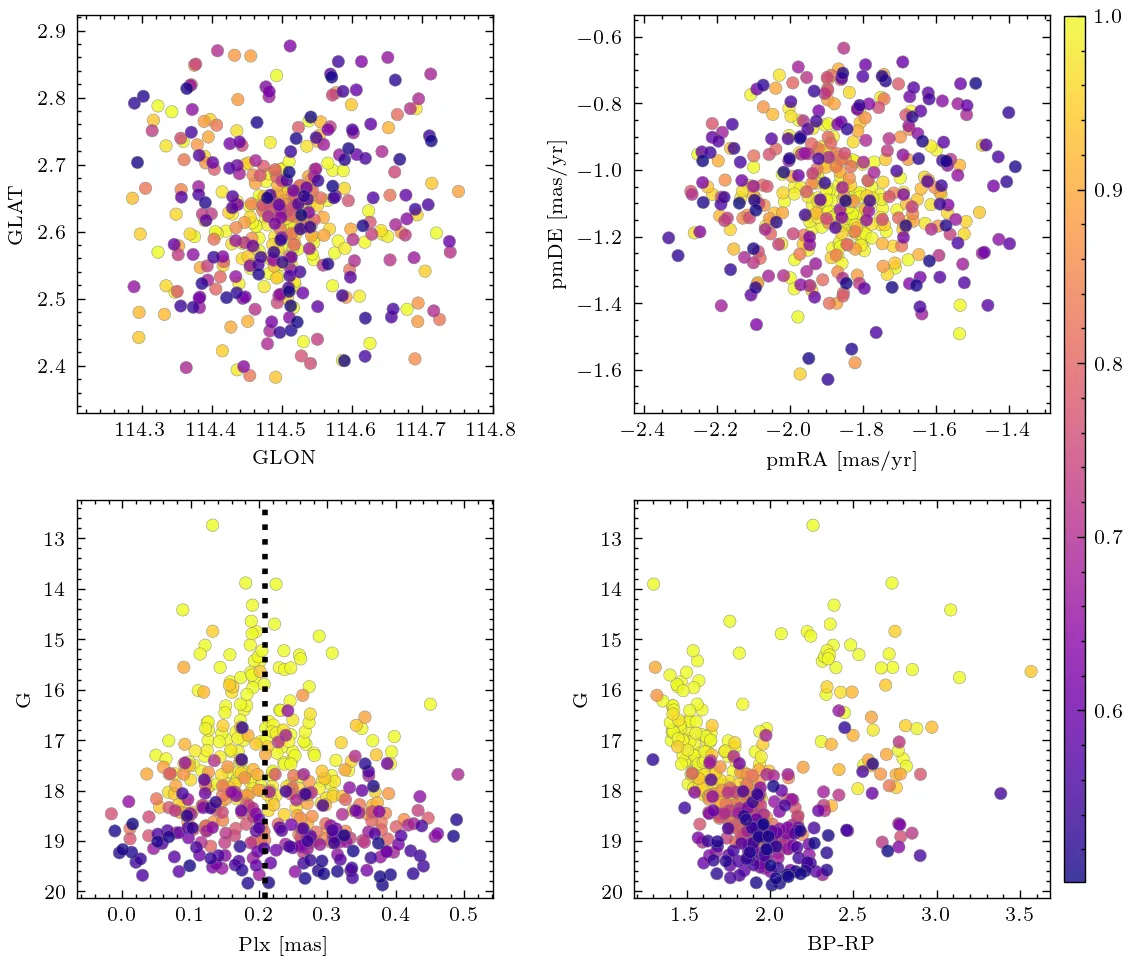 2.9
2.8
2.7
2.6
2.5
2.4
GLAT
114.3 114.4 114.5 114.6 114.7 114.8
GLON
−0.6
−0.8
−1.0
−1.2
−1.4
−1.6
pmDE [mas/yr]
−2.4 −2.2 −2.0 −1.8 −1.6 −1.4
pmRA [mas/yr]
1.0
0.9
0.8
0.7
0.6
13
14
15
16
17
18
19
20
G
0.0 0.1 0.2 0.3 0.4 0.5
Plx [mas]
13
14
15
16
17
18
19
20
G
1.5 2.0 2.5 3.0 3.5
BP-RP